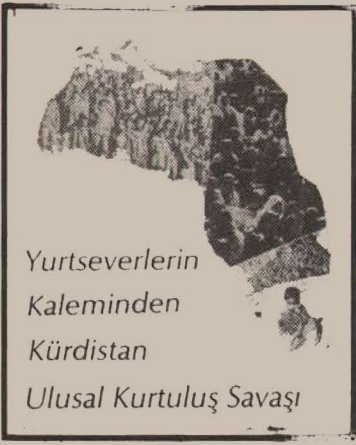 Yurtseverlerin
Kaleminden
Kürdistan
Ulusal Kurtuluş Savaşı